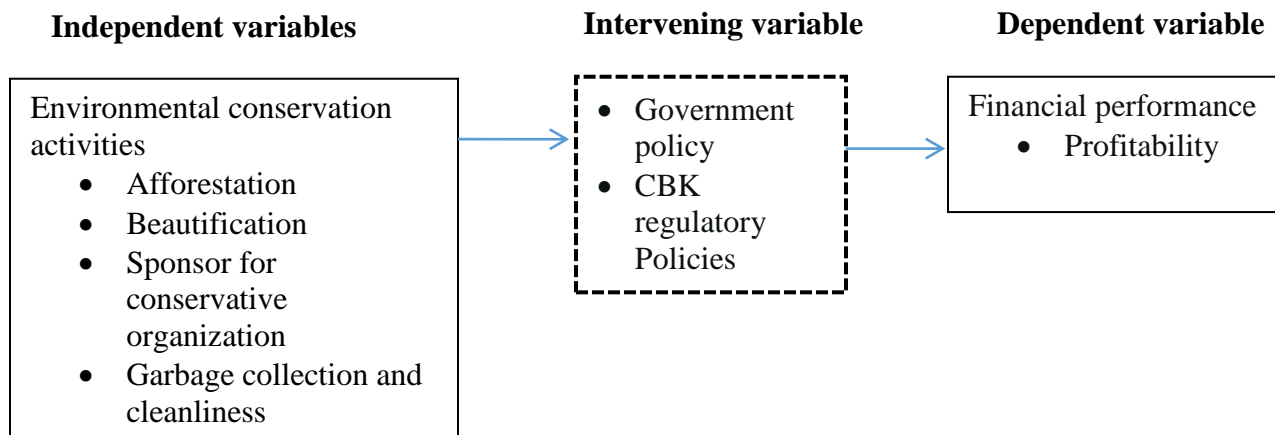 Independent variables
Intervening variable
Dependent variable
Environmental conservation
activities
• Afforestation
• Beautification
• Sponsor for
conservative
organization
• Garbage collection and
cleanliness
• Government
policy
• CBK
regulatory
Policies
Financial performance
• Profitability